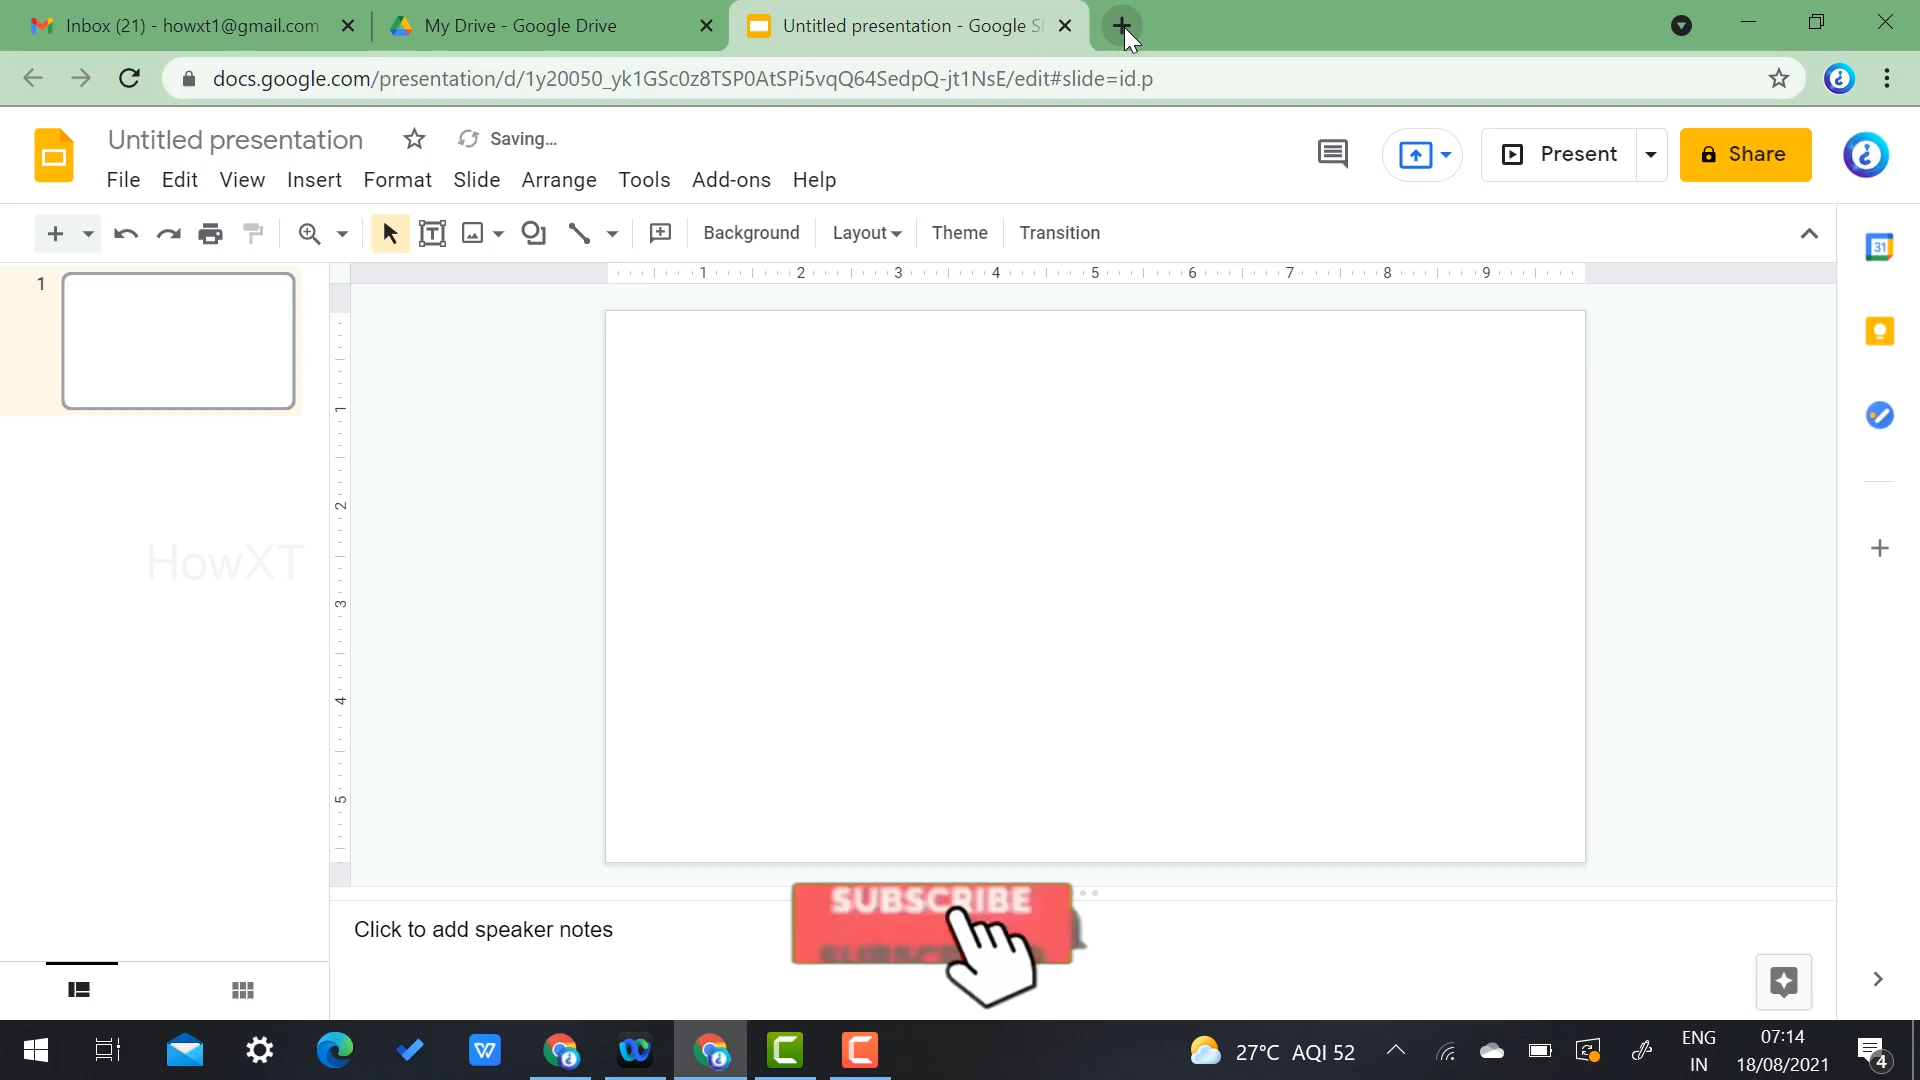 Inbox (21) - howxt1@gmail.com
My Drive - Google Drive
Untitled presentation - Google Sl
docs.google.com/presentation/d/1y20050_yk1GSc0z8TSP0AtSPi5vqQ64SedpQ-jt1NsE/edit#slide=id.p
Untitled presentation
Saving...
Present
Share
File Edit View Insert Format Slide Arrange Tools Add-ons Help
Background Layout Theme Transition
31
1 2 3 4 5 6 7 8 9
1
1
2
3
4
5
HowXT
SUBSCRIBE
Click to add speaker notes
27°C AQI 52
ENG
IN
07:14
18/08/2021
4